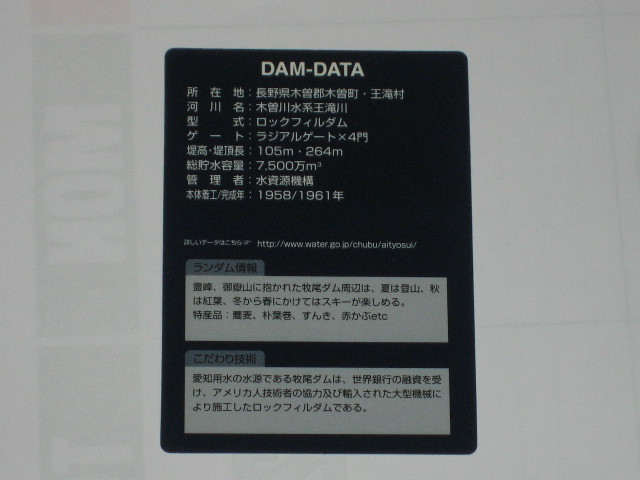 DAM-DATA
所在地：長野県木曽郡木曽町・王滝村
河川名：木曽川水系王滝川
型式：ロックフィルダム
ゲート：ラジアルゲート×4門
堤高・堤頂長：105m・264m
総貯水容量：7,500万m³
管理者：水資源機構
本体着工/完成年：1958/1961年
詳しいデータはこちら☞ http://www.water.go.jp/chubu/aityosui/
ランダム情報
霊峰、御嶽山に抱かれた牧尾ダム周辺は、夏は登山、秋
は紅葉、冬から春にかけてはスキーが楽しめる。
特産品：蕎麦、朴葉巻、すんき、赤かぶetc
こだわり技術
愛知用水の水源である牧尾ダムは、世界銀行の融資を受
け、アメリカ人技術者の協力及び輸入された大型機械に
より施工したロックフィルダムである。